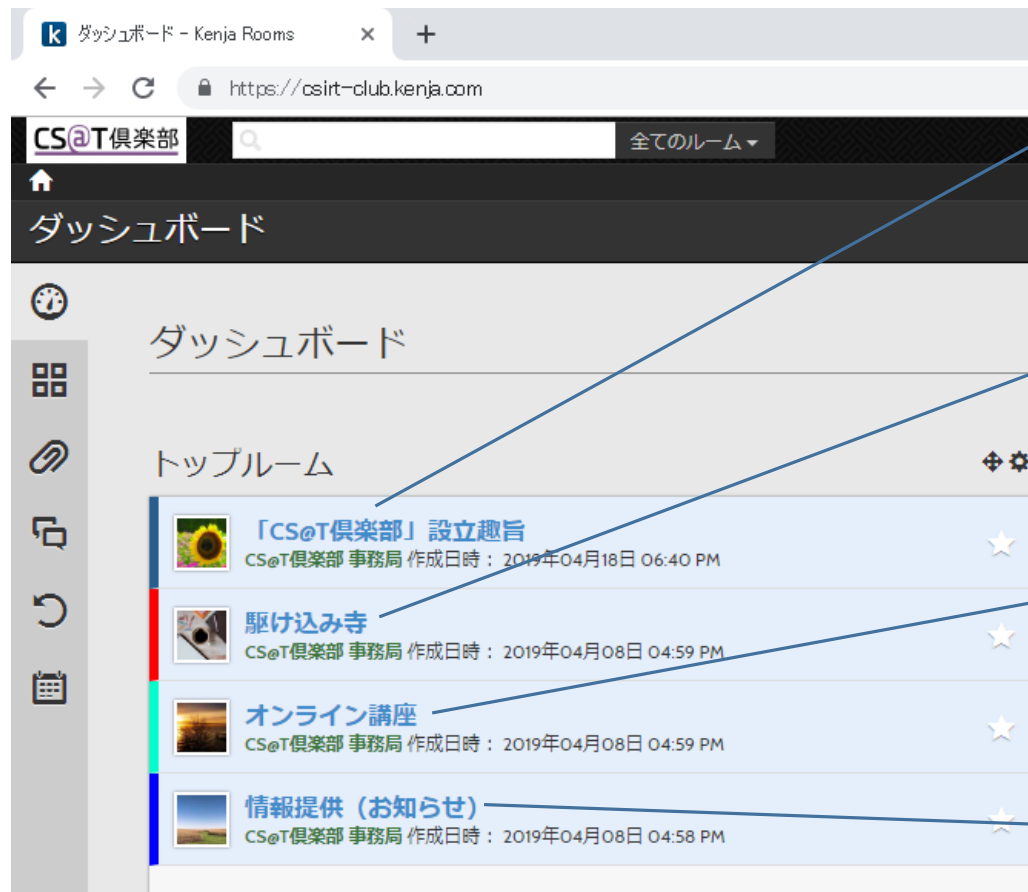 ダッシュボード - Kenja Rooms
https://csirt-club.kenja.com
CS@T倶楽部
全てのルーム
ダッシュボード
ダッシュボード
トップルーム
「CS@T倶楽部」設立趣旨
CS@T倶楽部 事務局 作成日時： 2019年04月18日 06:40 PM
駆け込み寺
CS@T倶楽部 事務局 作成日時： 2019年04月08日 04:59 PM
オンライン講座
CS@T倶楽部 事務局 作成日時： 2019年04月08日 04:59 PM
情報提供（お知らせ）
CS@T倶楽部 事務局 作成日時： 2019年04月08日 04:58 PM